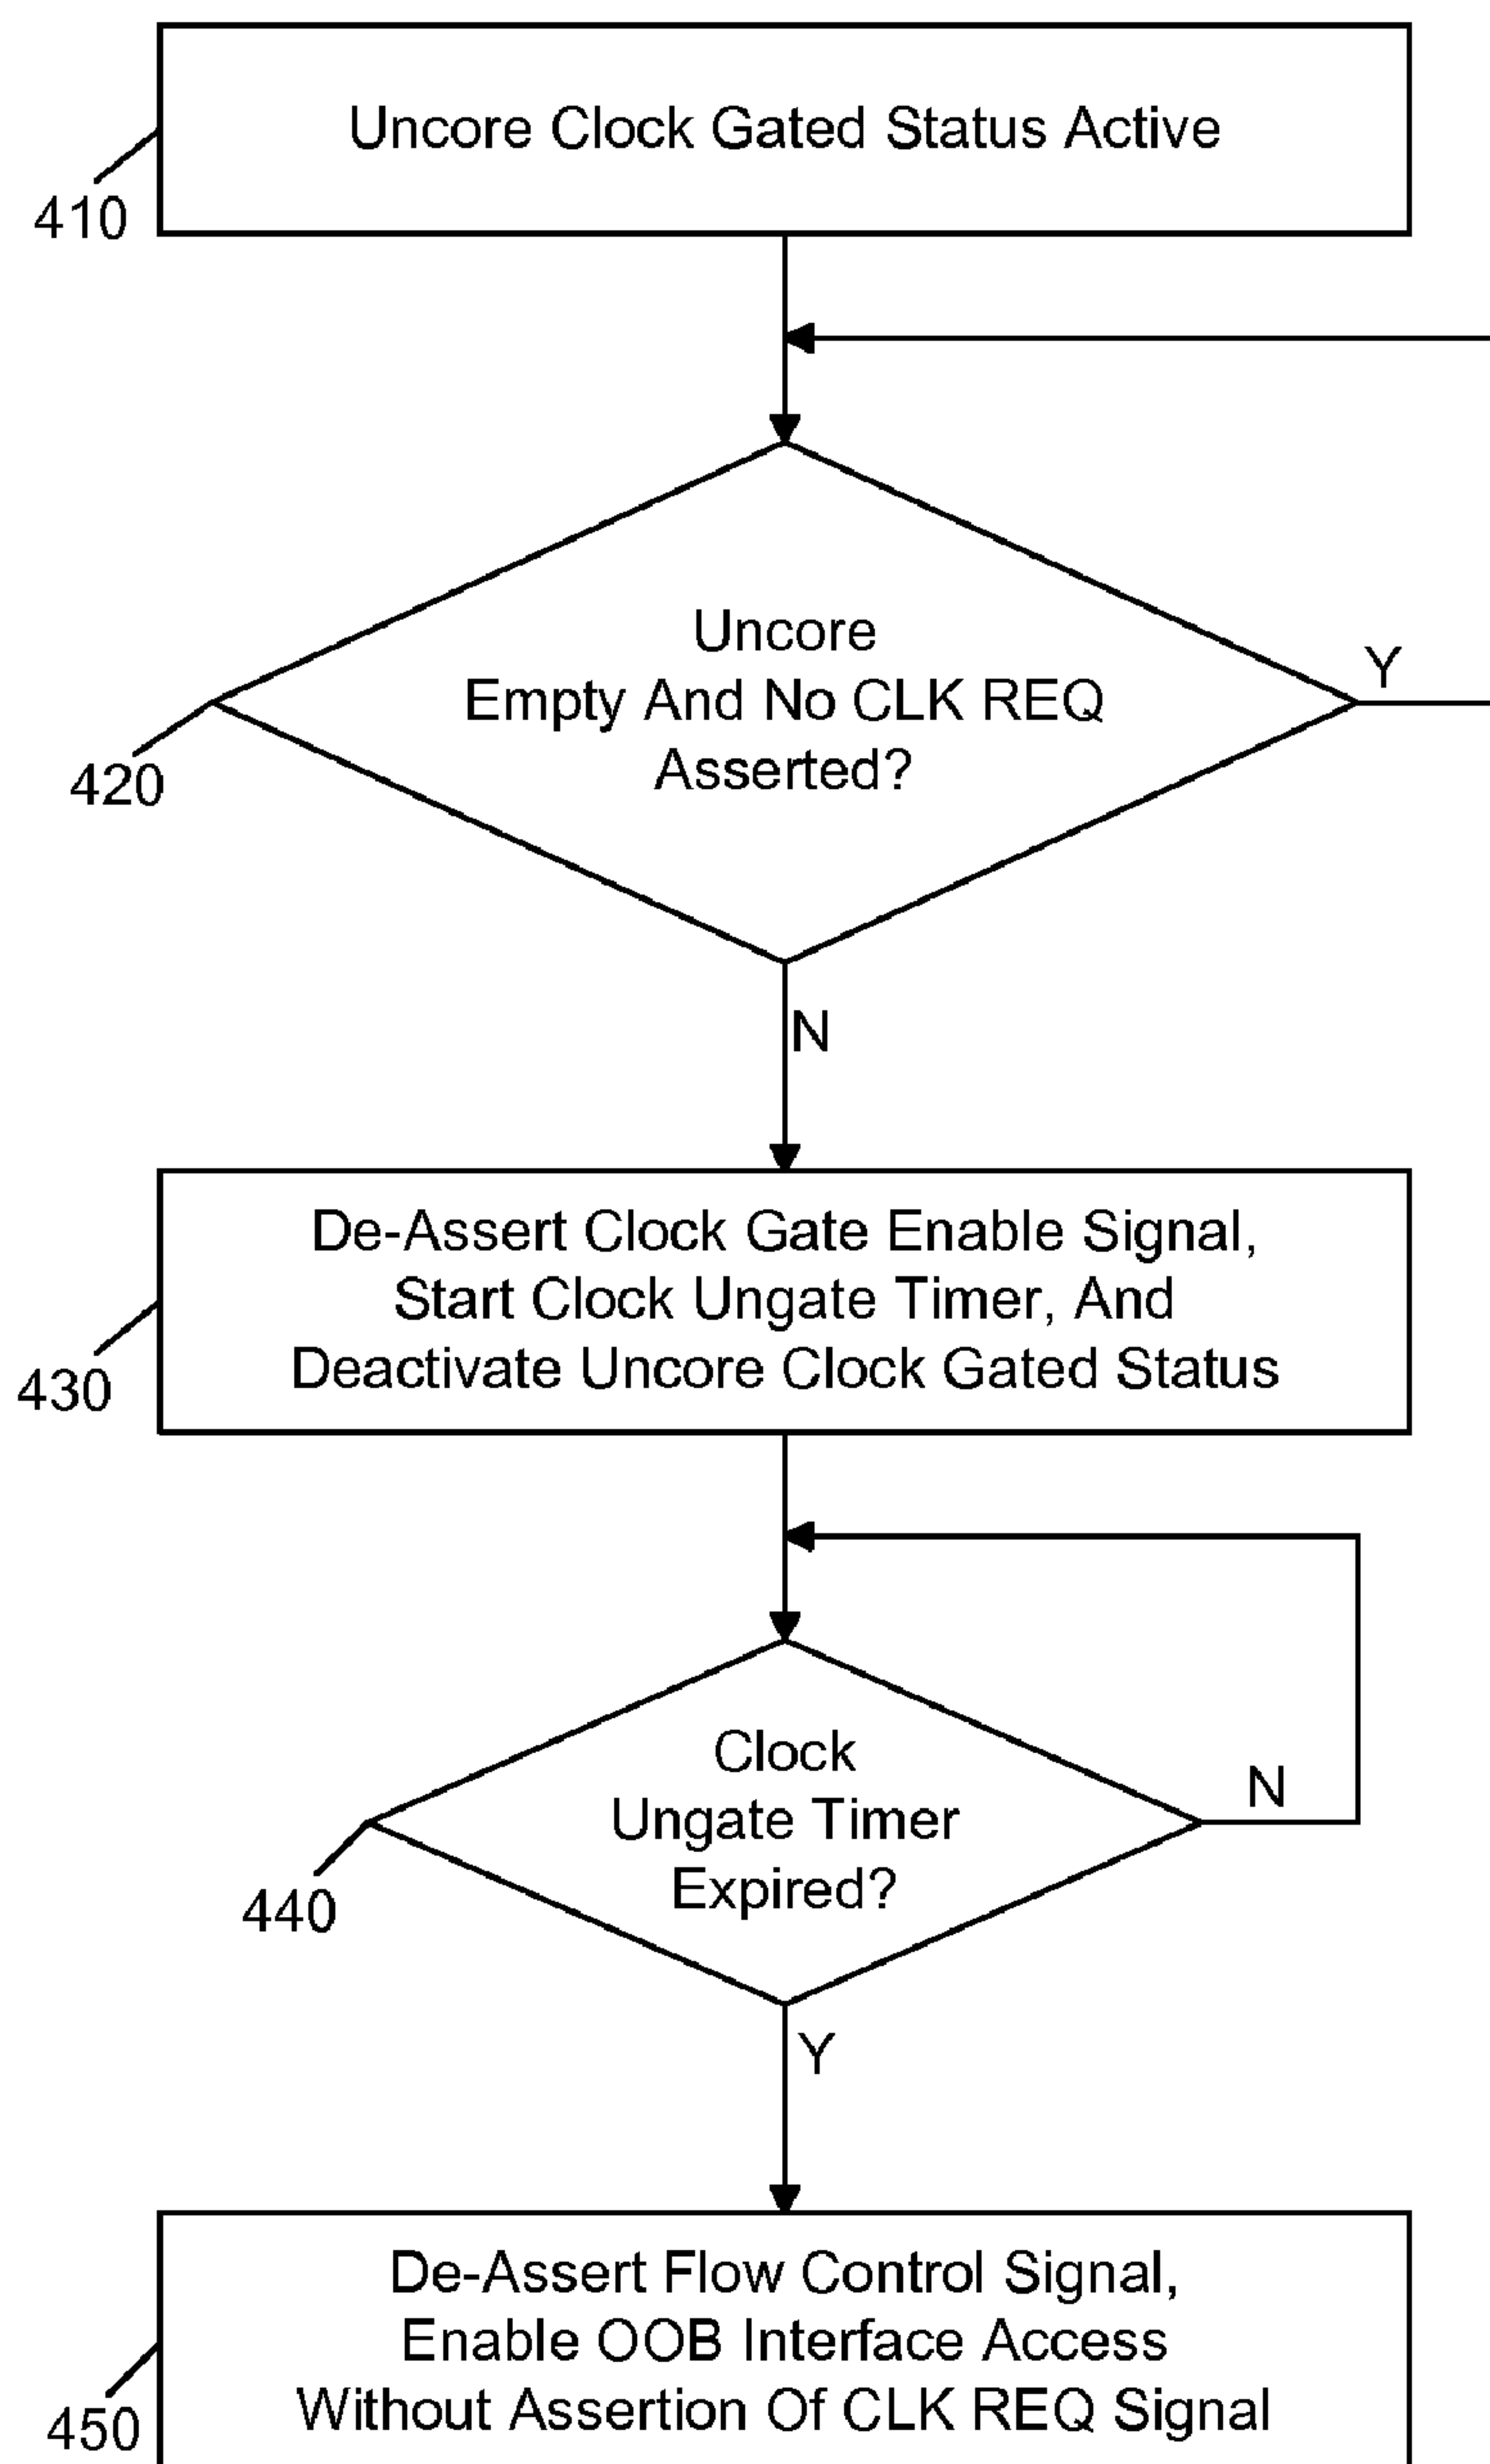 Uncore Clock Gated Status Active
410
Uncore
Empty And No CLK REQ
Asserted?
Y
420
N
De-Assert Clock Gate Enable Signal,
Start Clock Ungate Timer, And
Deactivate Uncore Clock Gated Status
430
Clock
Ungate Timer
Expired?
N
440
Y
De-Assert Flow Control Signal,
Enable OOB Interface Access
Without Assertion Of CLK REQ Signal
450